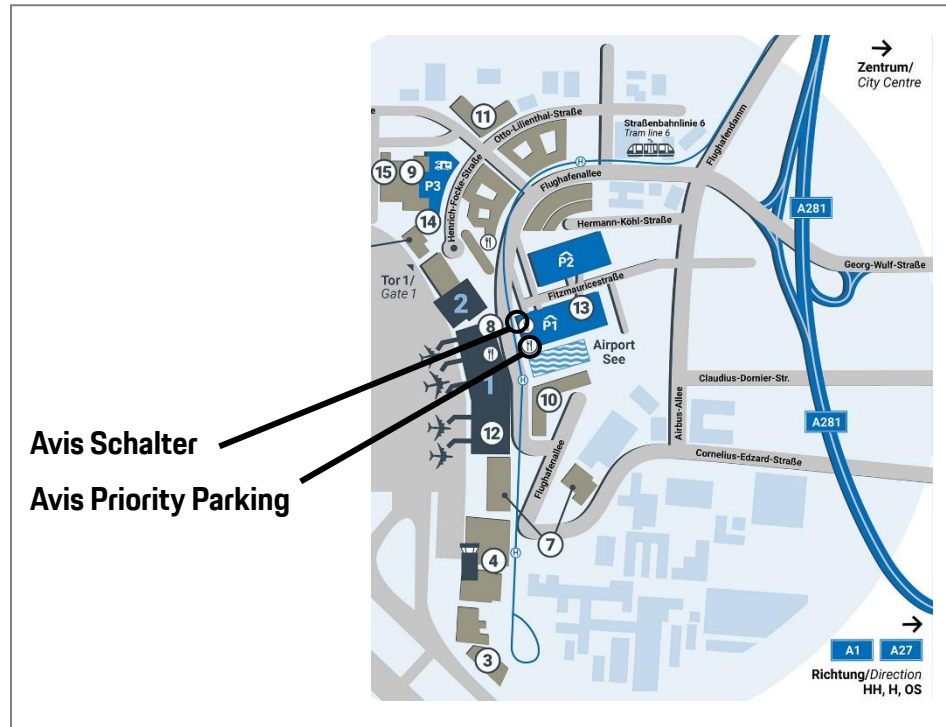 Zentrum/
City Centre
11
Otto-Lilienthal-Straße
Straßenbahnlinie 6
Tram line 6
H
Flughafendamm
15
9
P3
Henrich-Focke-Straße
Flughafenallee
14
A281
Hermann-Köhl-Straße
Georg-Wulf-Straße
P2
Tor 1/
Gate 1
Fitzmauricestraße
2
13
8
P1
Airport
See
1
H
Claudius-Dornier-Str.
10
Airbus-Allee
A281
12
Avis Schalter
Cornelius-Edzard-Straße
Flughafenallee
Avis Priority Parking
7
H
4
3
A1
A27
Richtung/Direction
HH, H, OS